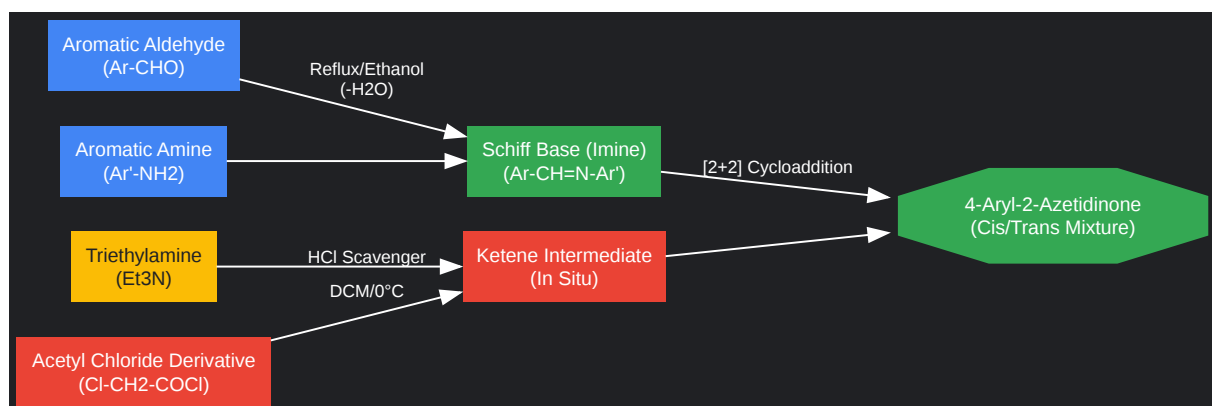 Aromatic Aldehyde
(Ar-CHO)
Reflux/Ethanol
(-H2O)
Aromatic Amine
(Ar'-NH2)
Schiff Base (Imine)
(Ar-CH=N-Ar')
[2+2] Cycloaddition
4-Aryl-2-Azetidinone
(Cis/Trans Mixture)
Triethylamine
(Et3N)
HCl Scavenger
DCM/0°C
Ketene Intermediate
(In Situ)
Acetyl Chloride Derivative
(Cl-CH2-COCl)